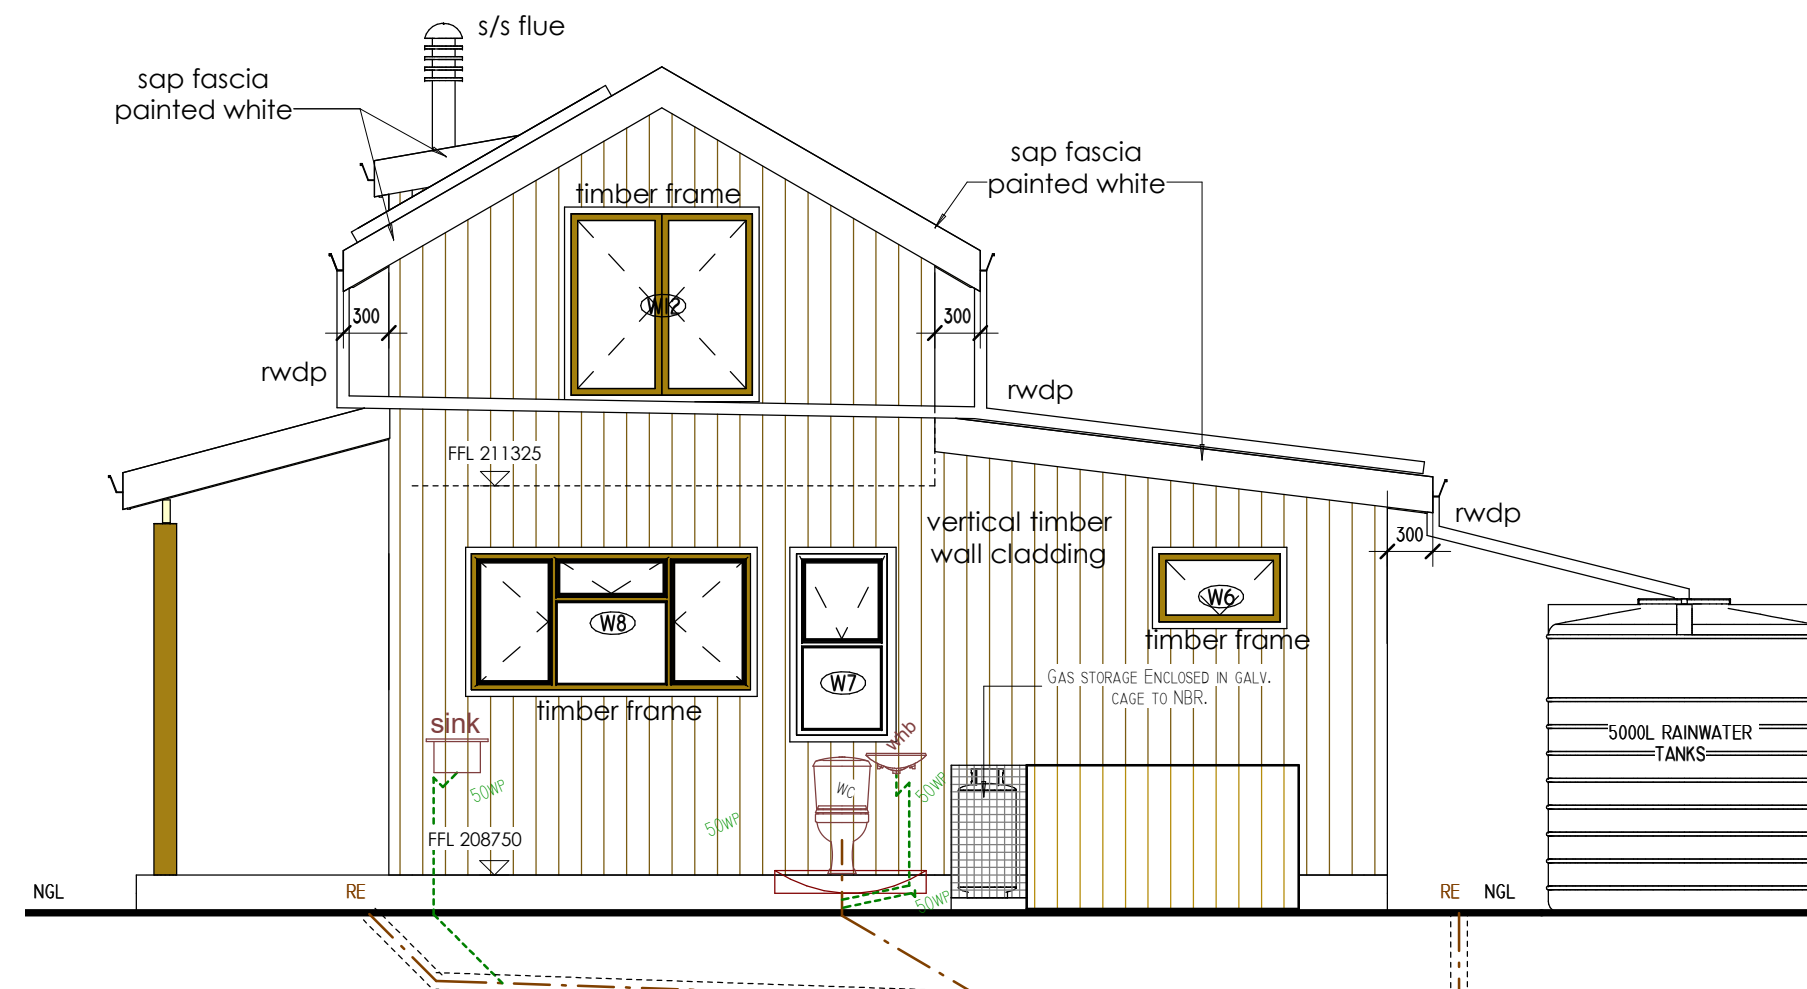 s/s flue
sap fascia
painted white
sap fascia
painted white
timber frame
W12
300
300
rwdp
rwdp
FFL 211325
vertical timber
wall cladding
rwdp
300
W8
W7
W6
timber frame
timber frame
GAS STORAGE ENCLOSED IN GALV.
CAGE TO NBR.
sink
whb
5000L RAINWATER
TANKS
50WP
WC
50WP
50WP
FFL 208750
NGL
RE
50WP
RE
NGL